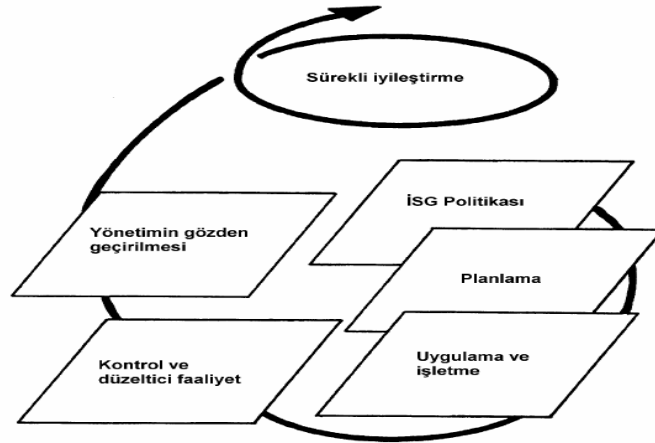 Sürekli iyileştirme
İSG Politikası
Yönetimin gözden
geçirilmesi
Planlama
Kontrol ve
düzeltici faaliyet
Uygulama ve
işletme